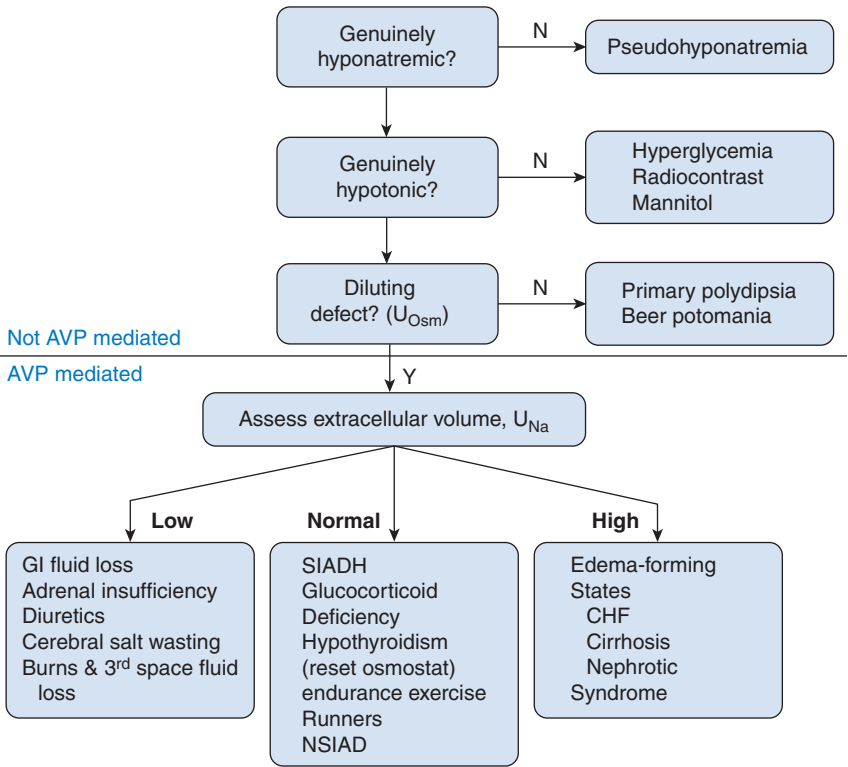 Genuinely
hyponatremic?
N
Pseudohyponatremia
Genuinely
hypotonic?
N
Hyperglycemia
Radiocontrast
Mannitol
Diluting
defect? (U_Osm)
N
Primary polydipsia
Beer potomania
Not AVP mediated
AVP mediated
Y
Assess extracellular volume, U_Na
Low
GI fluid loss
Adrenal insufficiency
Diuretics
Cerebral salt wasting
Burns & 3rd space fluid
loss
Normal
SIADH
Glucocorticoid
Deficiency
Hypothyroidism
(reset osmostat)
endurance exercise
Runners
NSIAD
High
Edema-forming
States
CHF
Cirrhosis
Nephrotic
Syndrome